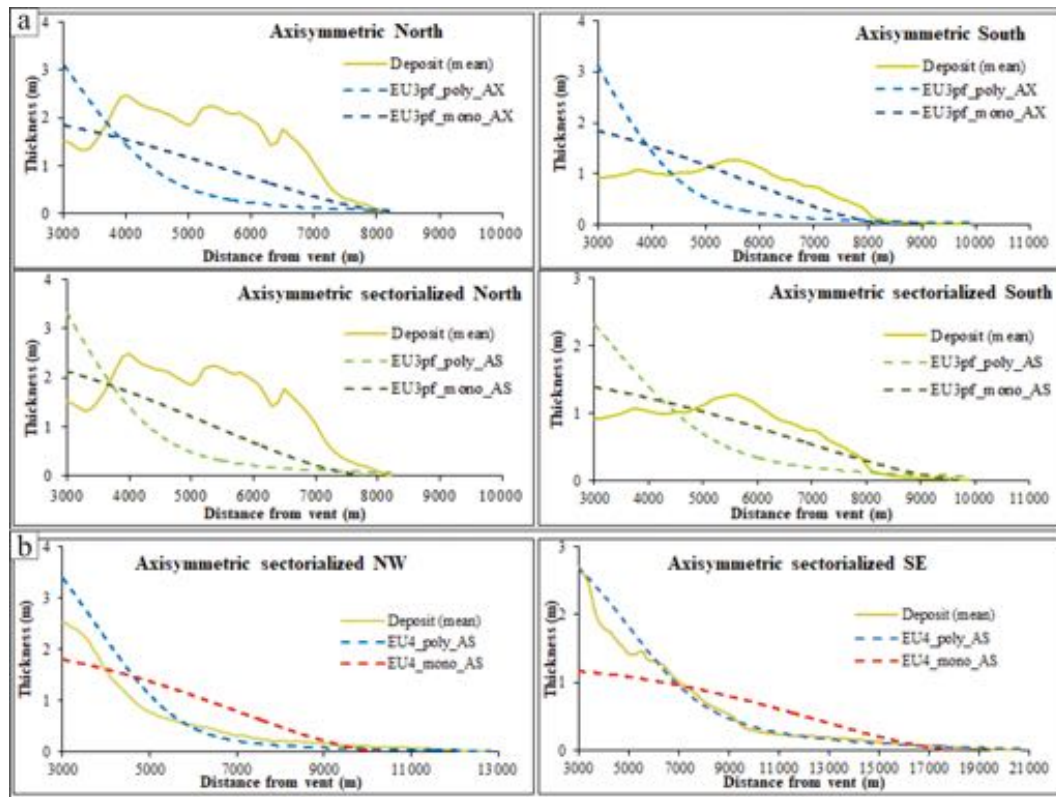 a
Axisymmetric North
Deposit (mean)
EU3pf_poly_AX
EU3pf_mono_AX
Thickness (m)
4
3
2
1
0
3000 4000 5000 6000 7000 8000 9000 10000
Distance from vent (m)
Axisymmetric South
Deposit (mean)
EU3pf_poly_AX
EU3pf_mono_AX
Thickness (m)
4
3
2
1
0
3000 4000 5000 6000 7000 8000 9000 10000 11000
Distance from vent (m)
Axisymmetric sectorialized North
Deposit (mean)
EU3pf_poly_AS
EU3pf_mono_AS
Thickness (m)
4
3
2
1
0
3000 4000 5000 6000 7000 8000 9000 10000
Distance from vent (m)
Axisymmetric sectorialized South
Deposit (mean)
EU3pf_poly_AS
EU3pf_mono_AS
Thickness (m)
3
2
1
0
3000 4000 5000 6000 7000 8000 9000 10000 11000
Distance from vent (m)
b
Axisymmetric sectorialized NW
Deposit (mean)
EU4_poly_AS
EU4_mono_AS
Thickness (m)
4
3
2
1
0
3000 5000 7000 9000 11000 13000
Distance from vent (m)
Axisymmetric sectorialized SE
Deposit (mean)
EU4_poly_AS
EU4_mono_AS
Thickness (m)
3
2
1
0
3000 5000 7000 9000 11000 13000 15000 17000 19000 21000
Distance from vent (m)